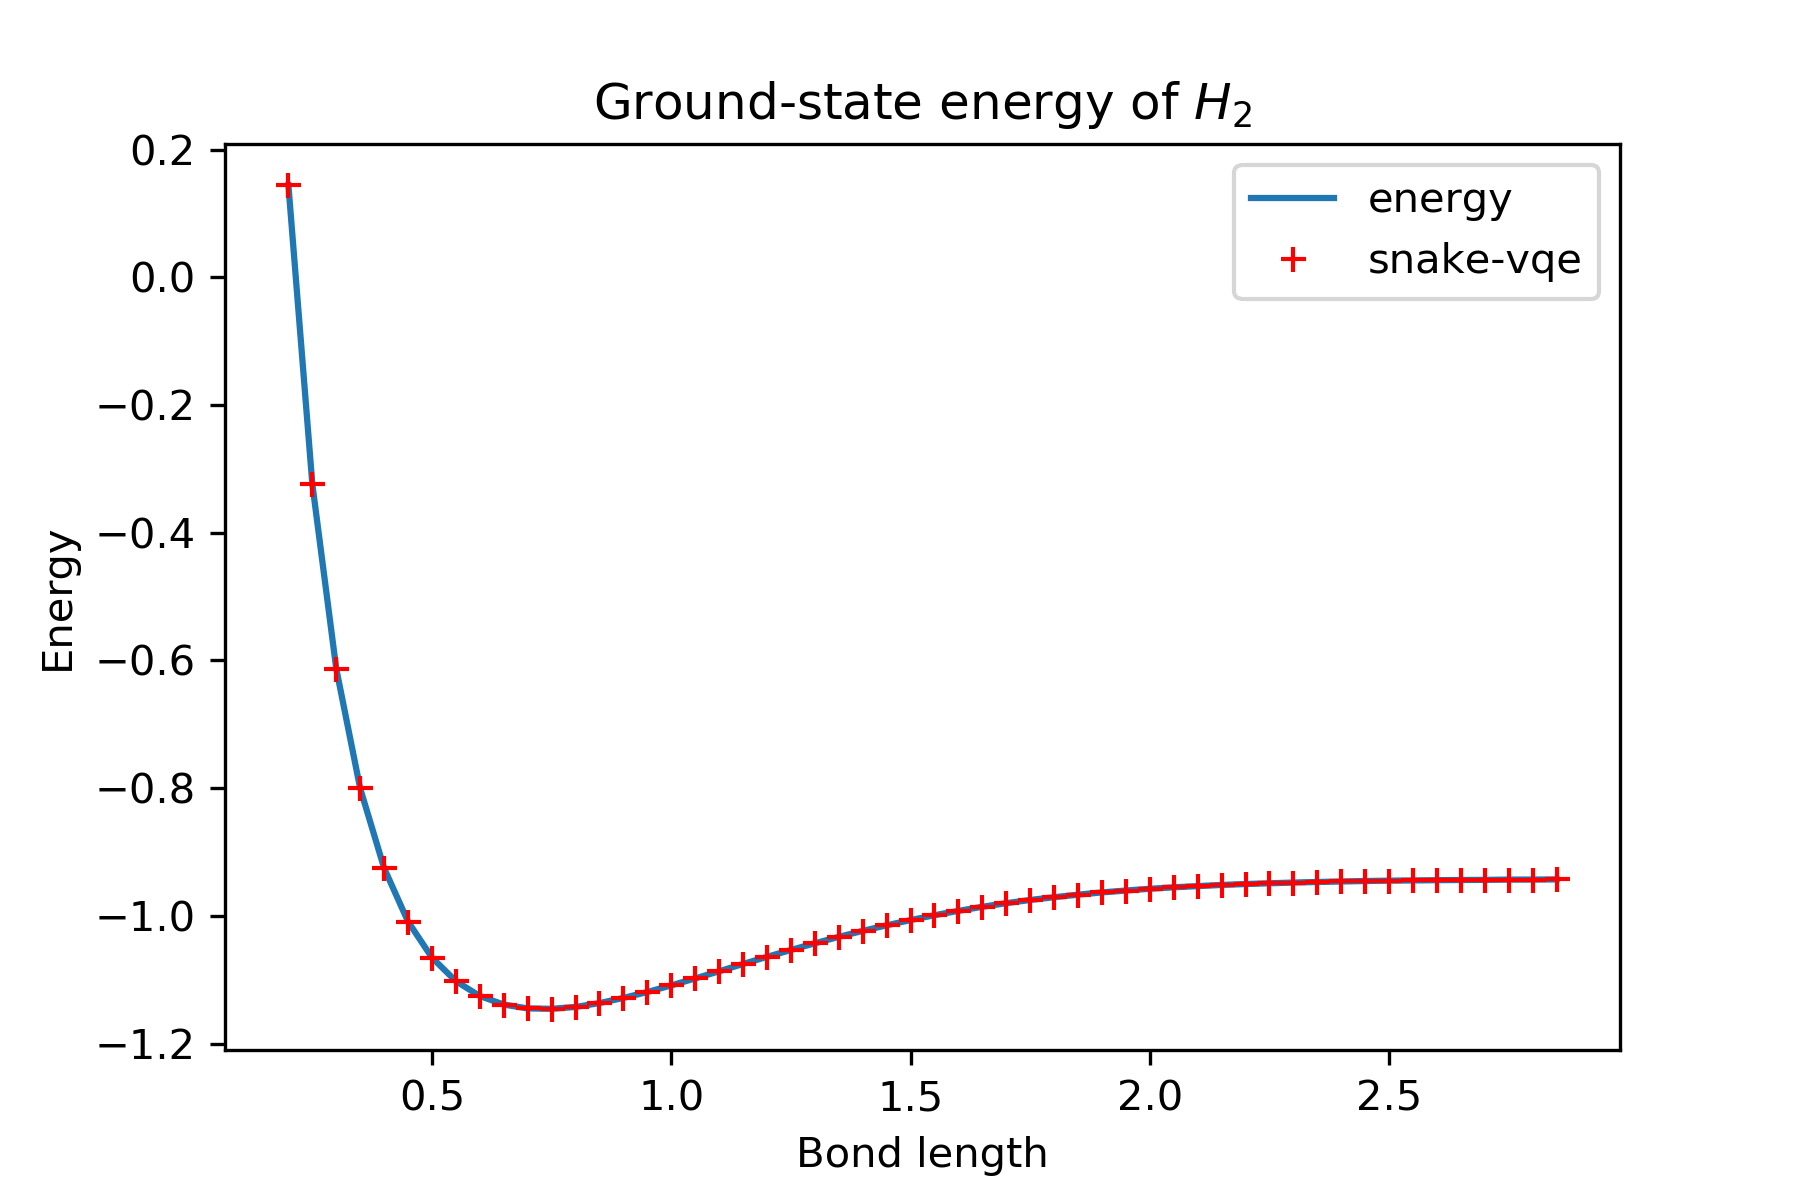 Ground-state energy of H₂
energy
snake-vqe
0.2
0.0
−0.2
−0.4
−0.6
−0.8
−1.0
−1.2
Energy
0.5 1.0 1.5 2.0 2.5
Bond length